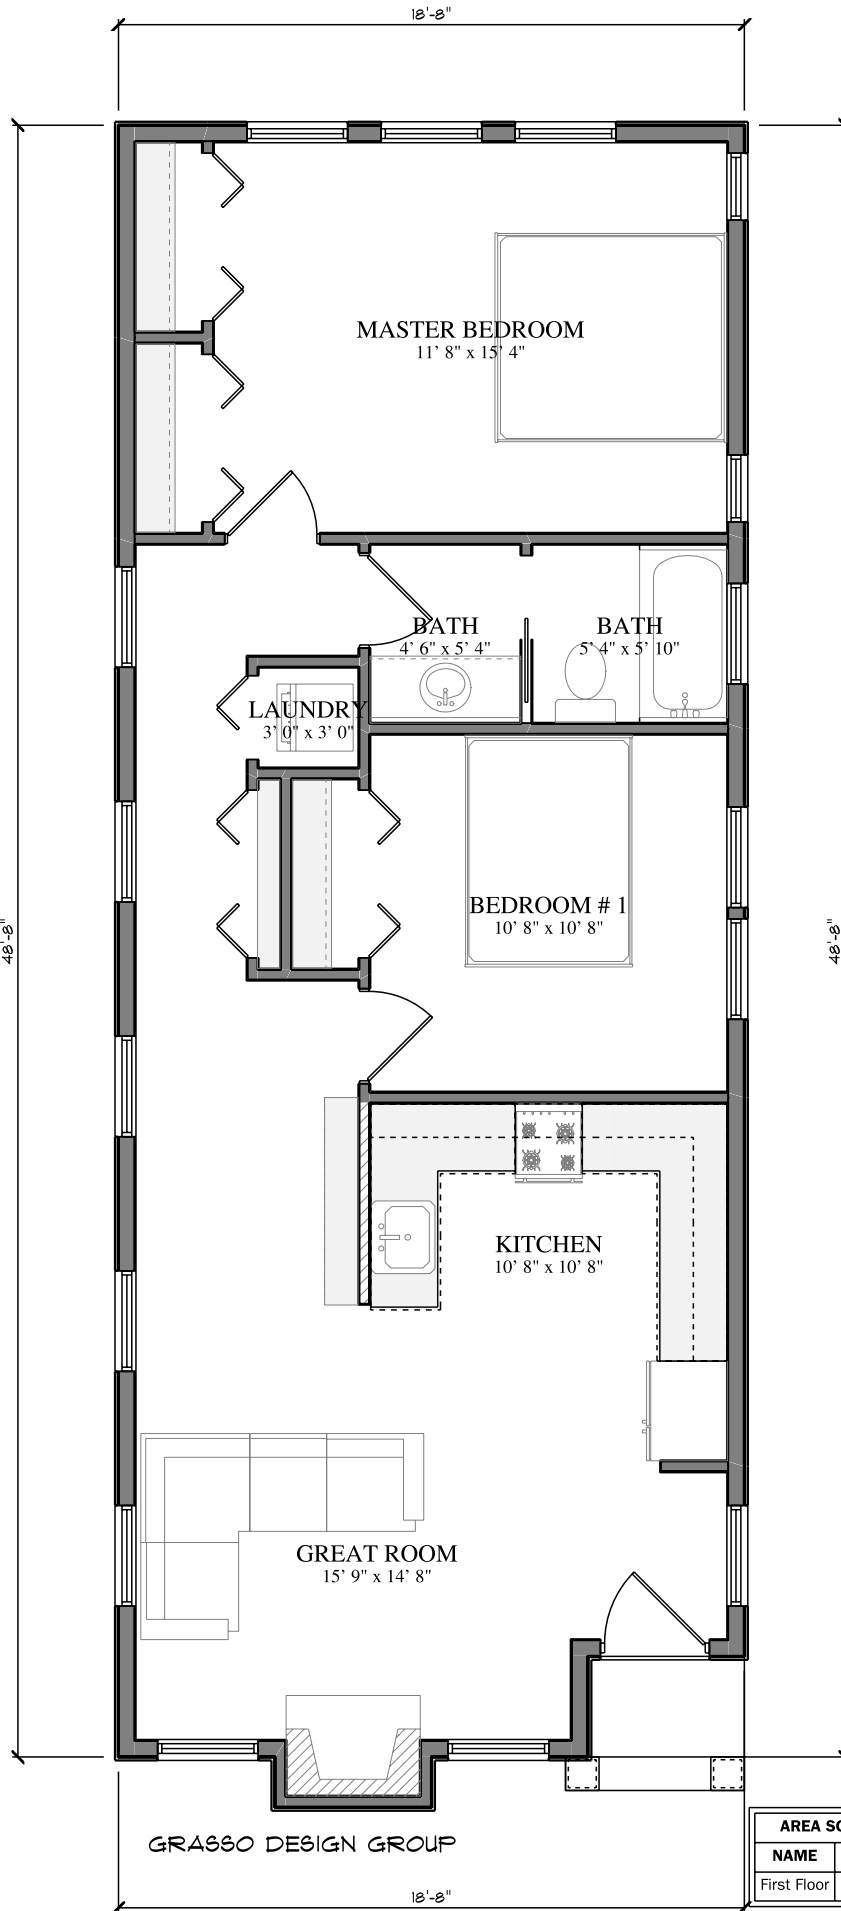 18'-8"
MASTER BEDROOM
11' 8" x 15' 4"
BATH
4' 6" x 5' 4"
BATH
5' 4" x 5' 10"
LAUNDRY
3' 0" x 3' 0"
BEDROOM # 1
10' 8" x 10' 8"
48'-8"
48'-8"
KITCHEN
10' 8" x 10' 8"
GREAT ROOM
15' 9" x 14' 8"
GRASSO DESIGN GROUP
AREA SC
NAME
First Floor
18'-8"